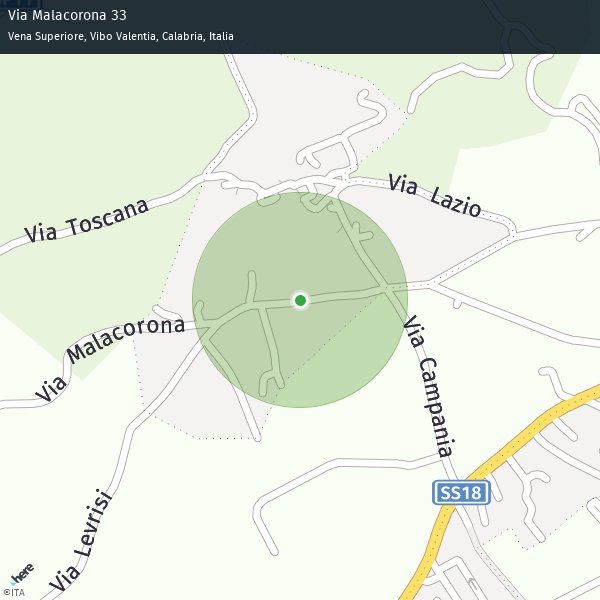 Via Malacorona 33
Vena Superiore, Vibo Valentia, Calabria, Italia
Via Lazio
Via Toscana
Via Malacorona
Via Campania
SS18
Via Levrisi
here
©ITA